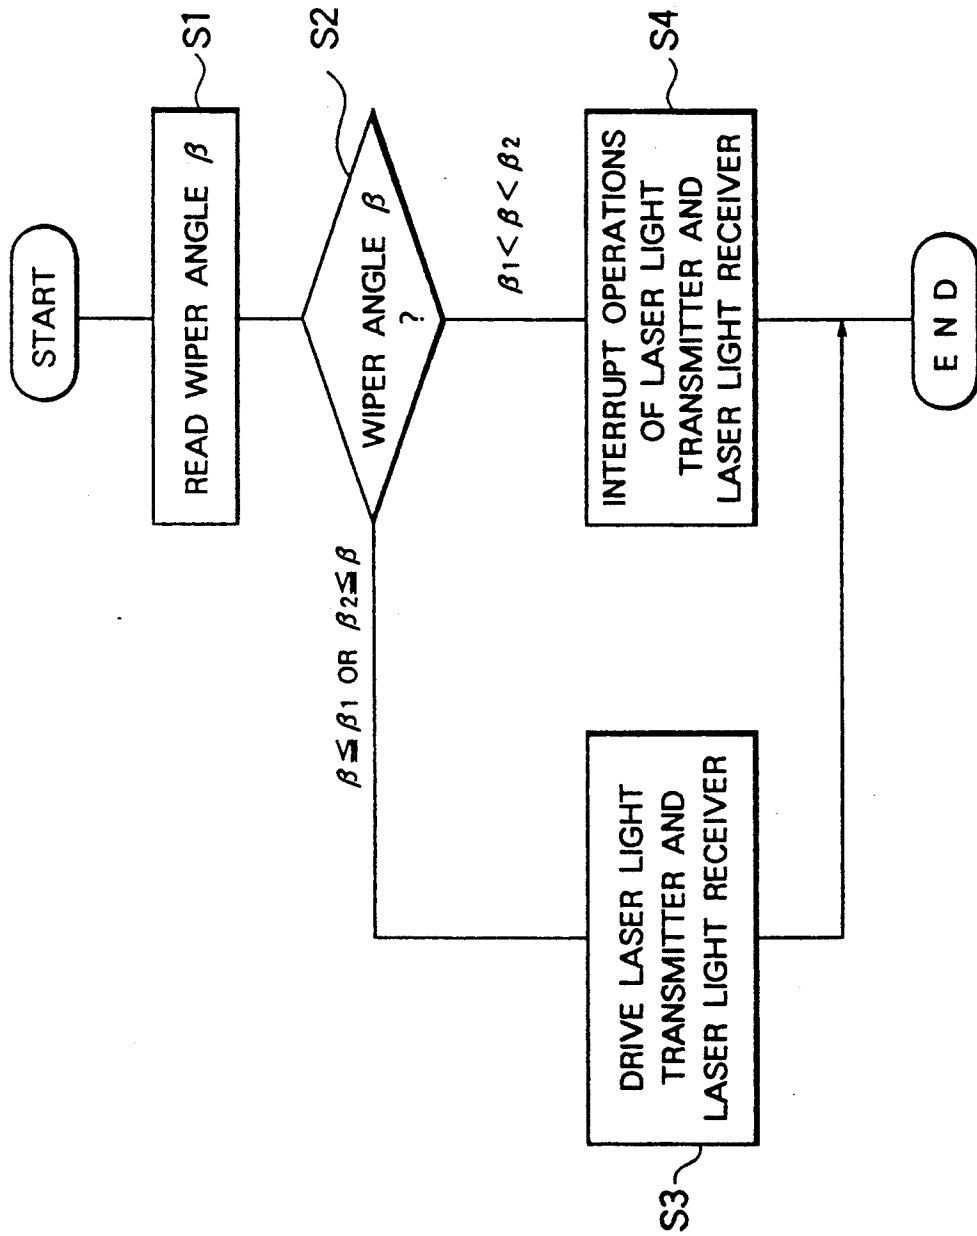 START
READ WIPER ANGLE β
S1
WIPER ANGLE β
?
S2
β≦β1 OR β2≦β
β1<β<β2
DRIVE LASER LIGHT
TRANSMITTER AND
LASER LIGHT RECEIVER
S3
INTERRUPT OPERATIONS
OF LASER LIGHT
TRANSMITTER AND
LASER LIGHT RECEIVER
S4
END